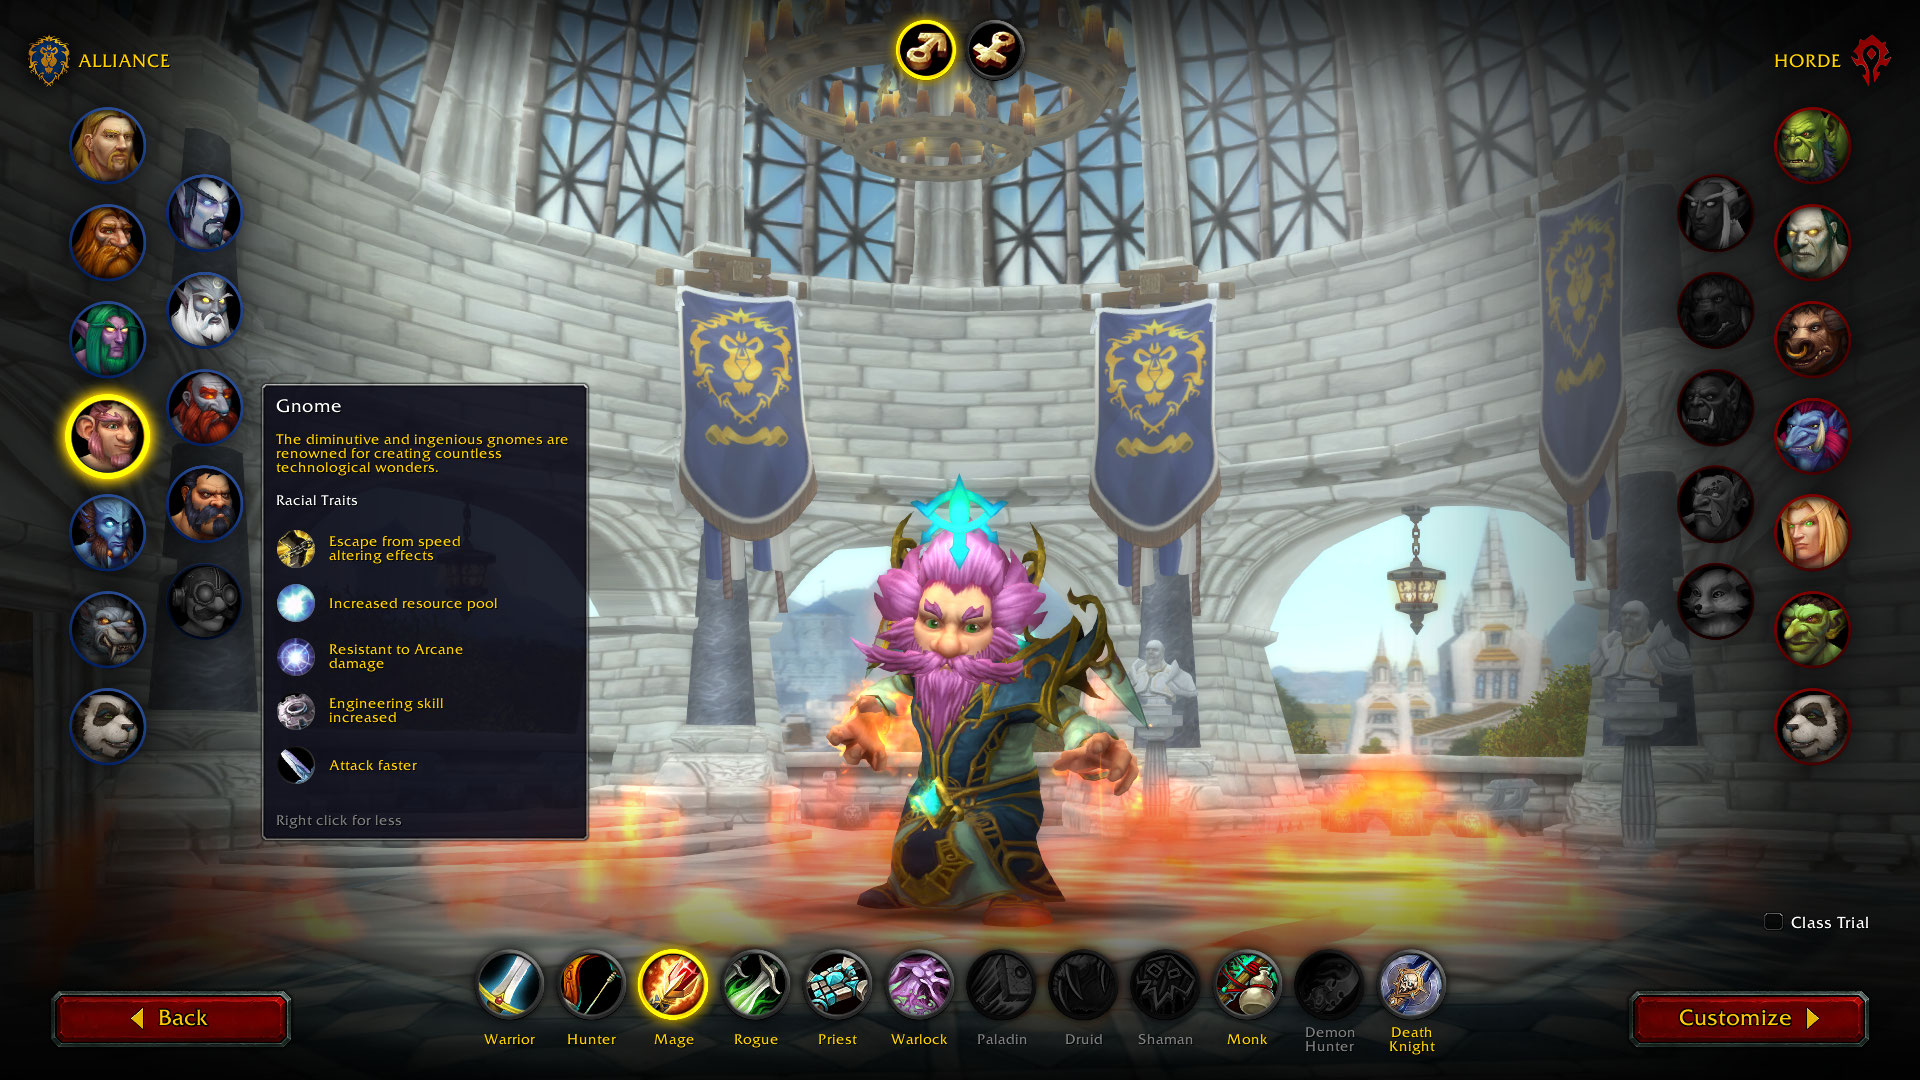 ALLIANCE
HORDE
Gnome
The diminutive and ingenious gnomes are
renowned for creating countless
technological wonders.
Racial Traits
Escape from speed
altering effects
Increased resource pool
Resistant to Arcane
damage
Engineering skill
increased
Attack faster
Right click for less
Class Trial
Warrior
Hunter
Mage
Rogue
Priest
Warlock
Paladin
Druid
Shaman
Monk
Demon
Hunter
Death
Knight
Back
Customize